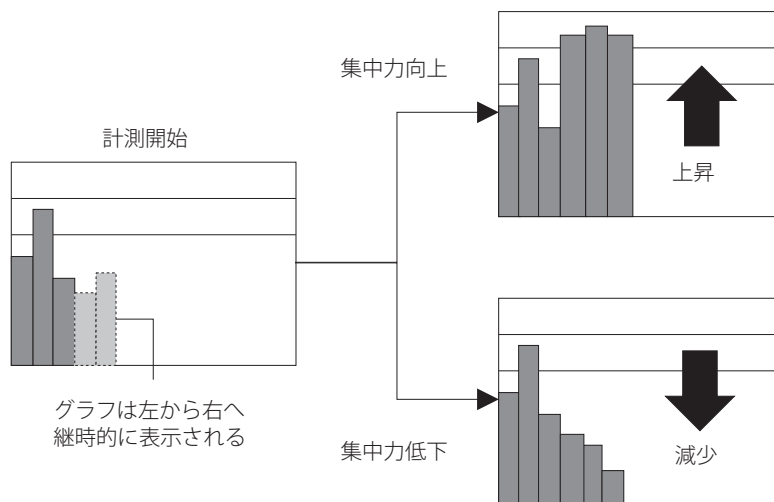 計測開始
グラフは左から右へ
継時的に表示される
集中力向上
上昇
集中力低下
減少